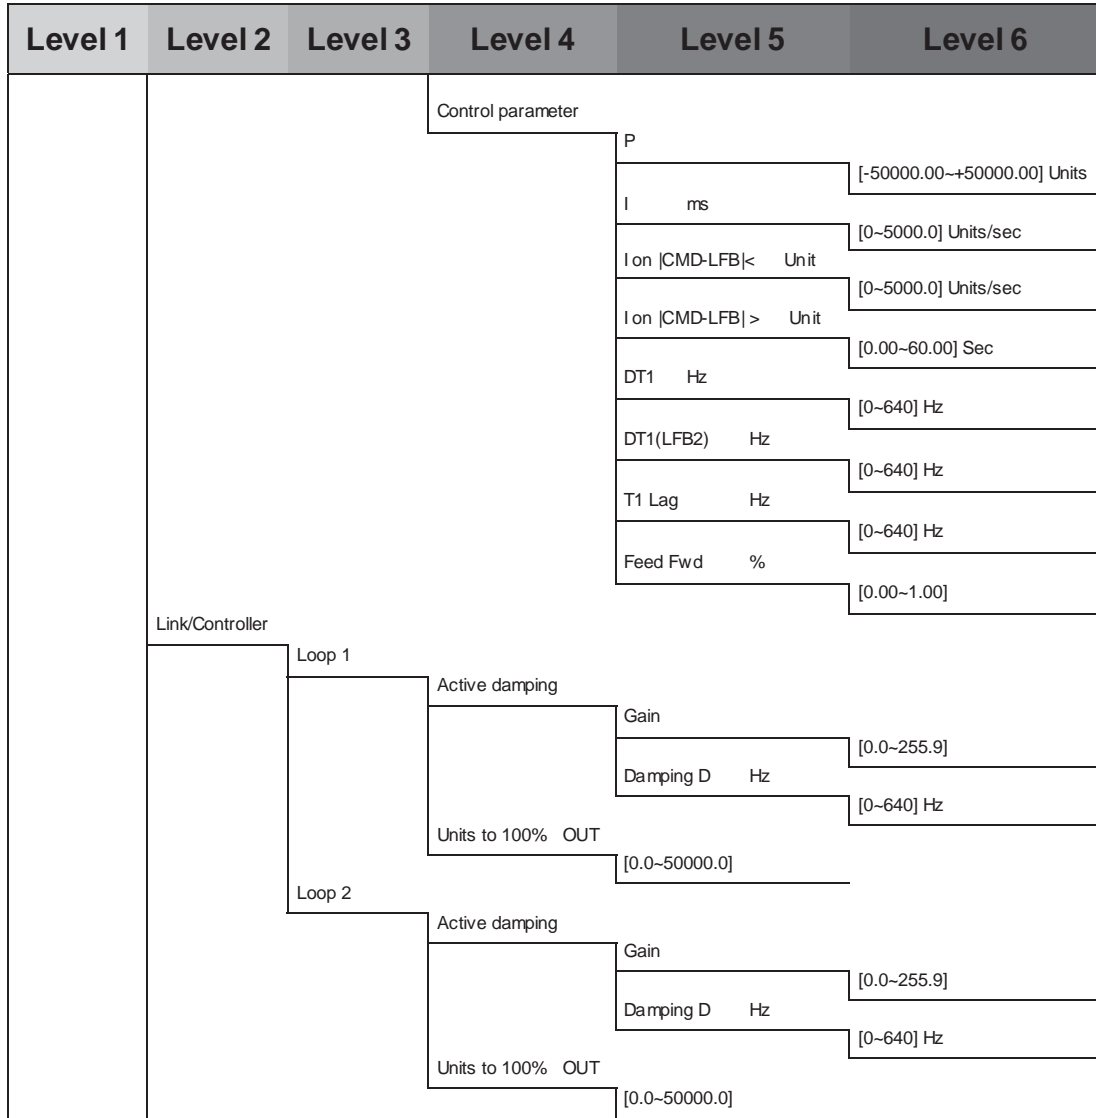 Level 1 Level 2 Level 3 Level 4 Level 5 Level 6
Control parameter
P
[-50000.00~+50000.00] Units
I ms
[0~5000.0] Units/sec
I on |CMD-LFB|< Unit
[0~5000.0] Units/sec
I on |CMD-LFB| > Unit
[0.00~60.00] Sec
DT1 Hz
[0~640] Hz
DT1(LFB2) Hz
[0~640] Hz
T1 Lag Hz
[0~640] Hz
Feed Fwd %
[0.00~1.00]
Link/Controller
Loop 1
Active damping
Gain
[0.0~255.9]
Damping D Hz
[0~640] Hz
Units to 100% OUT
[0.0~50000.0]
Loop 2
Active damping
Gain
[0.0~255.9]
Damping D Hz
[0~640] Hz
Units to 100% OUT
[0.0~50000.0]